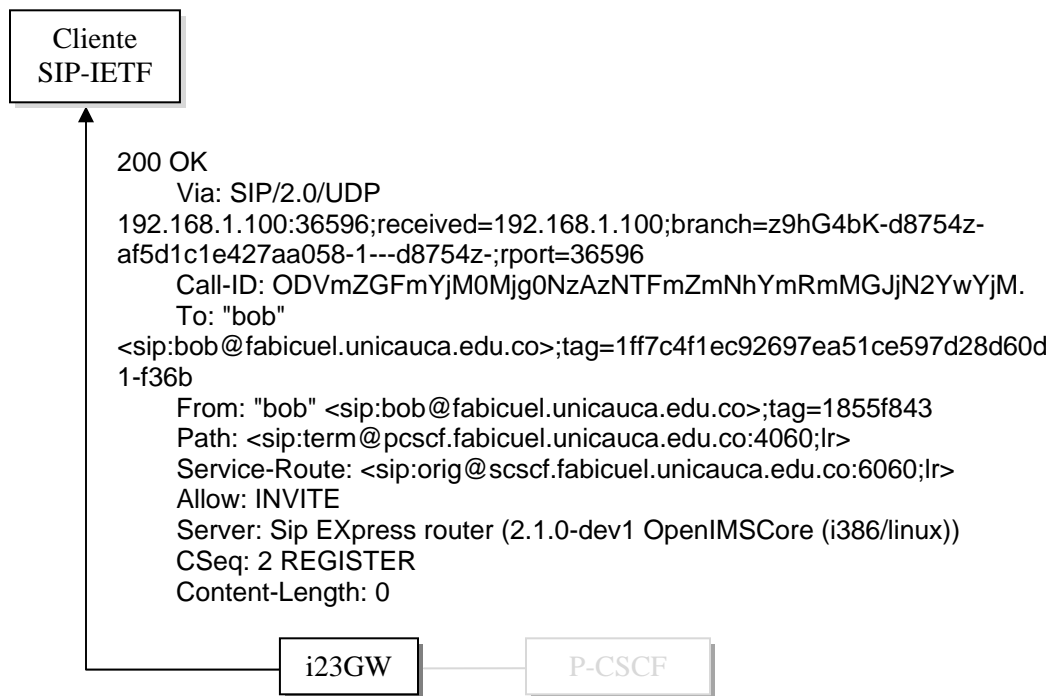 Cliente
SIP-IETF
200 OK
Via: SIP/2.0/UDP
192.168.1.100:36596;received=192.168.1.100;branch=z9hG4bK-d8754z-
af5d1c1e427aa058-1---d8754z-;rport=36596
Call-ID: ODVmZGFmYjM0Mjg0NzAzNTFmZmNhYmRmMGJjN2YwYjM.
To: "bob"
<sip:bob@fabicuel.unicauca.edu.co>;tag=1ff7c4f1ec92697ea51ce597d28d60d
1-f36b
From: "bob" <sip:bob@fabicuel.unicauca.edu.co>;tag=1855f843
Path: <sip:term@pcscf.fabicuel.unicauca.edu.co:4060;lr>
Service-Route: <sip:orig@scscf.fabicuel.unicauca.edu.co:6060;lr>
Allow: INVITE
Server: Sip EXpress router (2.1.0-dev1 OpenIMSCore (i386/linux))
CSeq: 2 REGISTER
Content-Length: 0
i23GW
P-CSCF